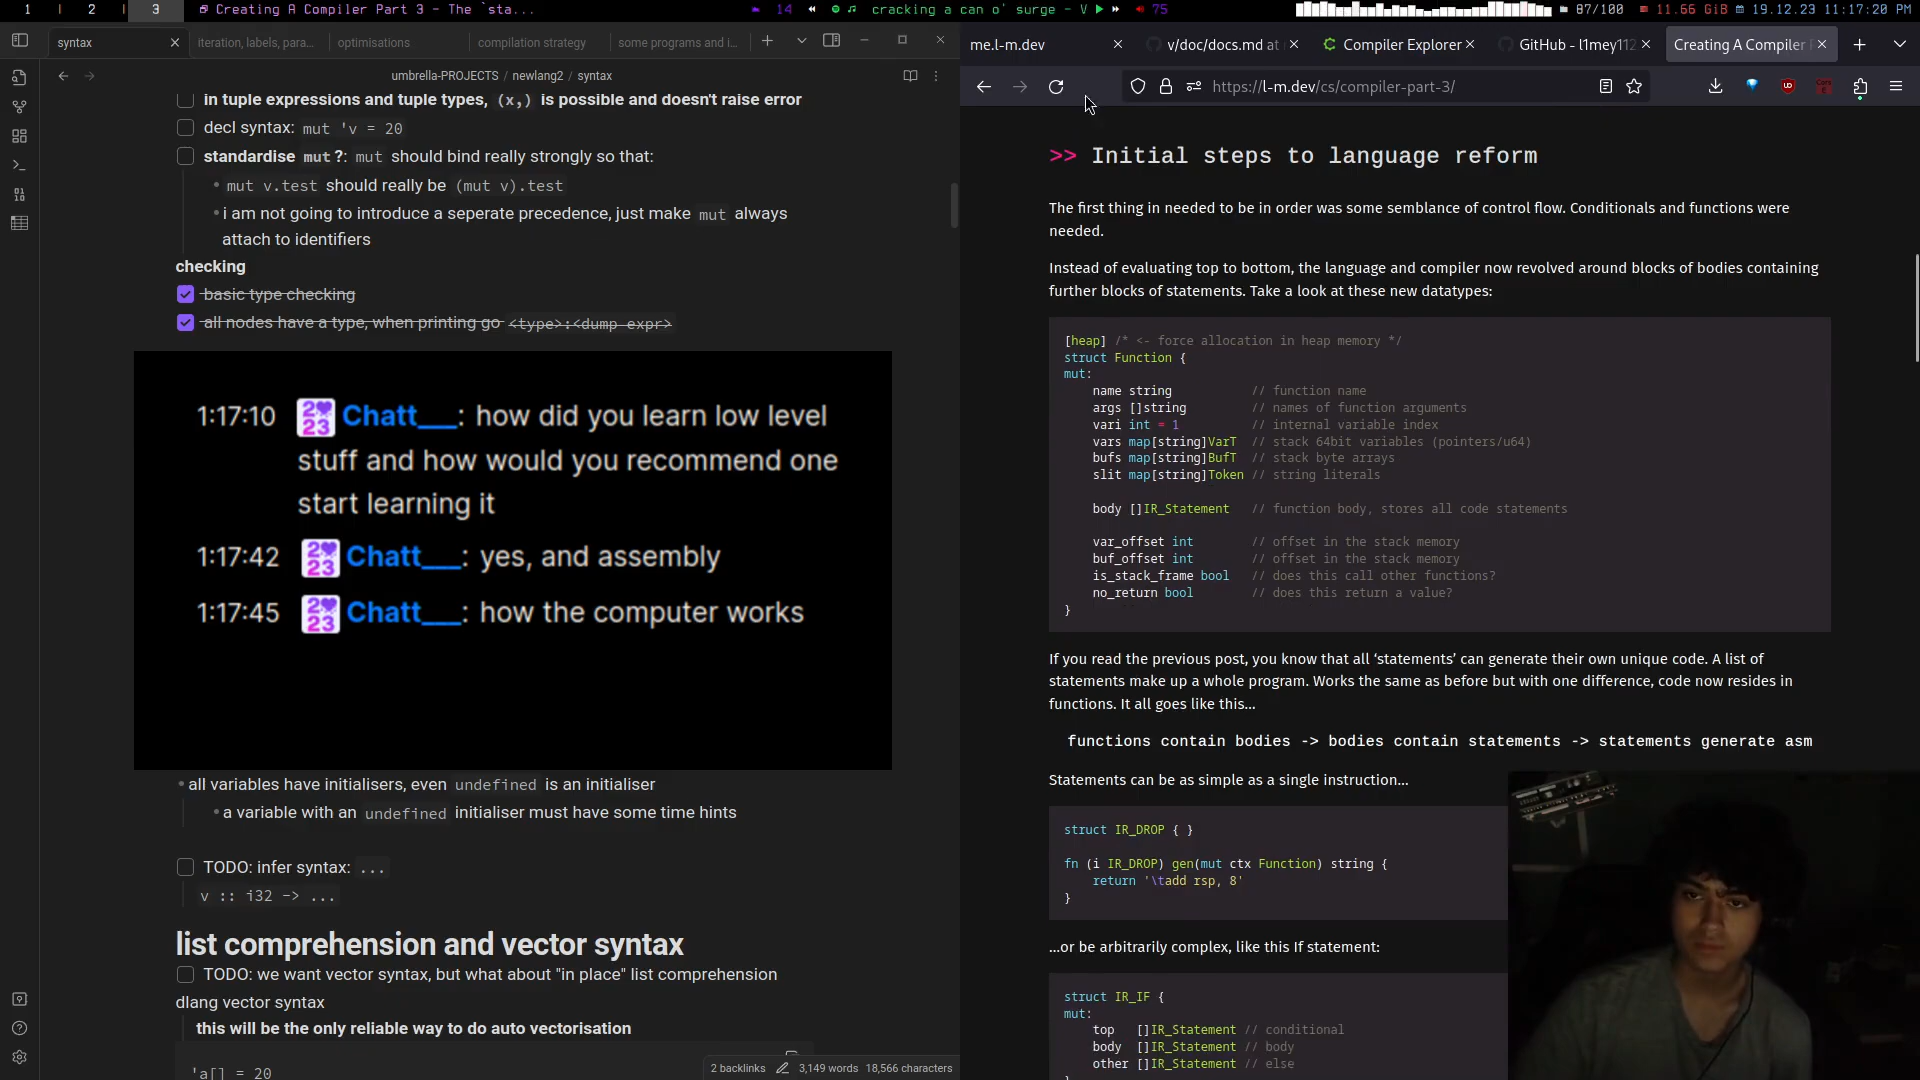 1 | 2 | 3 Creating A Compiler Part 3 - The `sta...
14 cracking a can o' surge - V 75
87/100 11.66 GiB 19.12.23 11:17:20 PM
syntax
iteration, labels, para...
optimisations
compilation strategy
some programs and i...
umbrella-PROJECTS / newlang2 / syntax
in tuple expressions and tuple types, (x,) is possible and doesn't raise error
decl syntax: mut 'v = 20
standardise mut?: mut should bind really strongly so that:
mut v.test should really be (mut v).test
i am not going to introduce a seperate precedence, just make mut always
attach to identifiers
checking
basic type checking
all nodes have a type, when printing go <type>:<dump expr>
1:17:10 Chatt___: how did you learn low level
stuff and how would you recommend one
start learning it
1:17:42 Chatt___: yes, and assembly
1:17:45 Chatt___: how the computer works
all variables have initialisers, even undefined is an initialiser
a variable with an undefined initialiser must have some time hints
TODO: infer syntax: ...
v :: i32 -> ...
list comprehension and vector syntax
TODO: we want vector syntax, but what about "in place" list comprehension
dlang vector syntax
this will be the only reliable way to do auto vectorisation
'a[] = 20
2 backlinks 3,149 words 18,566 characters
me.l-m.dev
v/doc/docs.md at
Compiler Explorer
GitHub - l1mey112
Creating A Compiler P
https://l-m.dev/cs/compiler-part-3/
>> Initial steps to language reform
The first thing in needed to be in order was some semblance of control flow. Conditionals and functions were
needed.
Instead of evaluating top to bottom, the language and compiler now revolved around blocks of bodies containing
further blocks of statements. Take a look at these new datatypes:
[heap] /* <- force allocation in heap memory */
struct Function {
mut:
name string // function name
args []string // names of function arguments
vari int = 1 // internal variable index
vars map[string]VarT // stack 64bit variables (pointers/u64)
bufs map[string]BufT // stack byte arrays
slit map[string]Token // string literals
body []IR_Statement // function body, stores all code statements
var_offset int // offset in the stack memory
buf_offset int // offset in the stack memory
is_stack_frame bool // does this call other functions?
no_return bool // does this return a value?
}
If you read the previous post, you know that all ‘statements’ can generate their own unique code. A list of
statements make up a whole program. Works the same as before but with one difference, code now resides in
functions. It all goes like this…
functions contain bodies -> bodies contain statements -> statements generate asm
Statements can be as simple as a single instruction…
struct IR_DROP { }
fn (i IR_DROP) gen(mut ctx Function) string {
return '\tadd rsp, 8'
}
…or be arbitrarily complex, like this If statement:
struct IR_IF {
mut:
top []IR_Statement // conditional
body []IR_Statement // body
other []IR_Statement // else